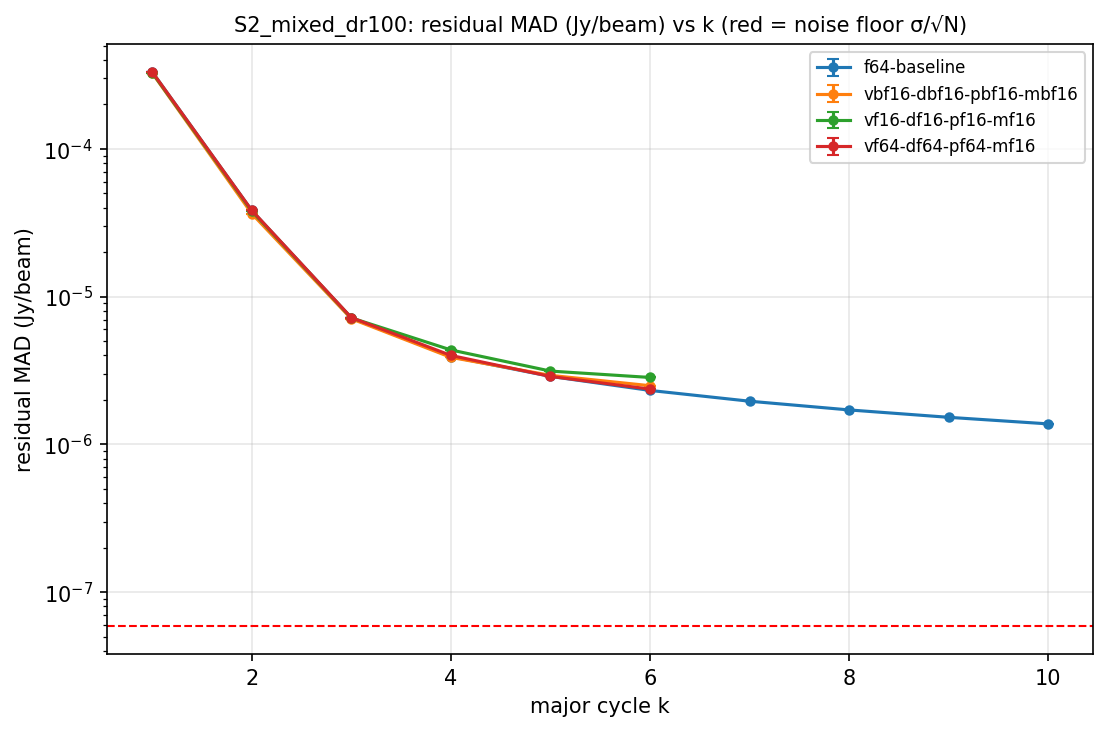 S2_mixed_dr100: residual MAD (Jy/beam) vs k (red = noise floor σ/√N)
f64-baseline
vbf16-dbf16-pbf16-mbf16
vf16-df16-pf16-mf16
vf64-df64-pf64-mf16
residual MAD (Jy/beam)
10⁻⁴
10⁻⁵
10⁻⁶
10⁻⁷
2 4 6 8 10
major cycle k